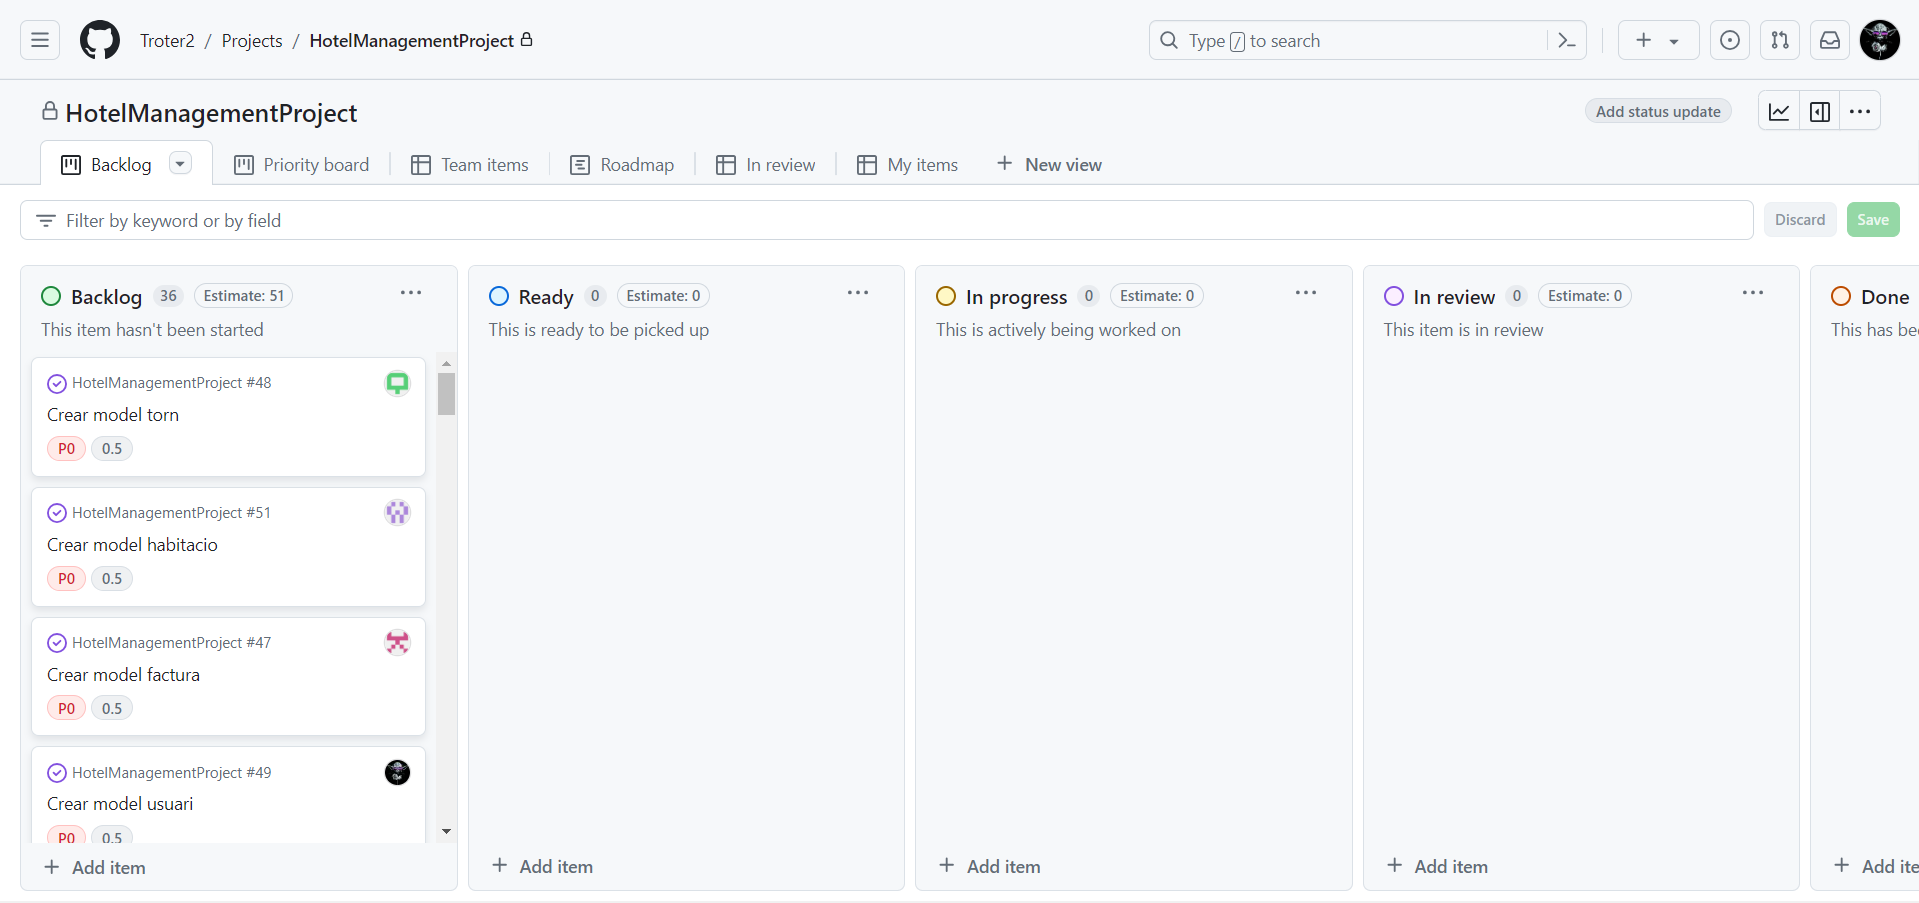 Troter2 / Projects / HotelManagementProject
Type / to search
HotelManagementProject
Add status update
Backlog
Priority board
Team items
Roadmap
In review
My items
New view
Filter by keyword or by field
Discard
Save
Backlog 36 Estimate: 51
This item hasn't been started
HotelManagementProject #48
Crear model torn
P0 0.5
HotelManagementProject #51
Crear model habitacio
P0 0.5
HotelManagementProject #47
Crear model factura
P0 0.5
HotelManagementProject #49
Crear model usuari
P0 0.5
Add item
Ready 0 Estimate: 0
This is ready to be picked up
Add item
In progress 0 Estimate: 0
This is actively being worked on
Add item
In review 0 Estimate: 0
This item is in review
Add item
Done
This has bee
Add ite